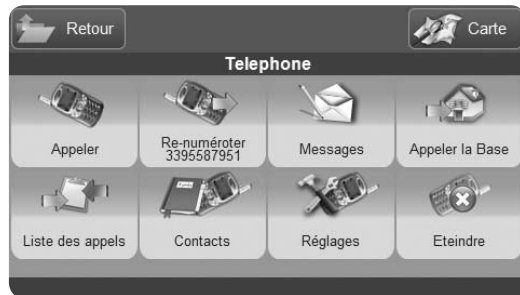 Retour
Carte
Telephone
Appeler
Re-numéroter
3395587951
Messages
Appeler la Base
Liste des appels
Contacts
Réglages
Eteindre